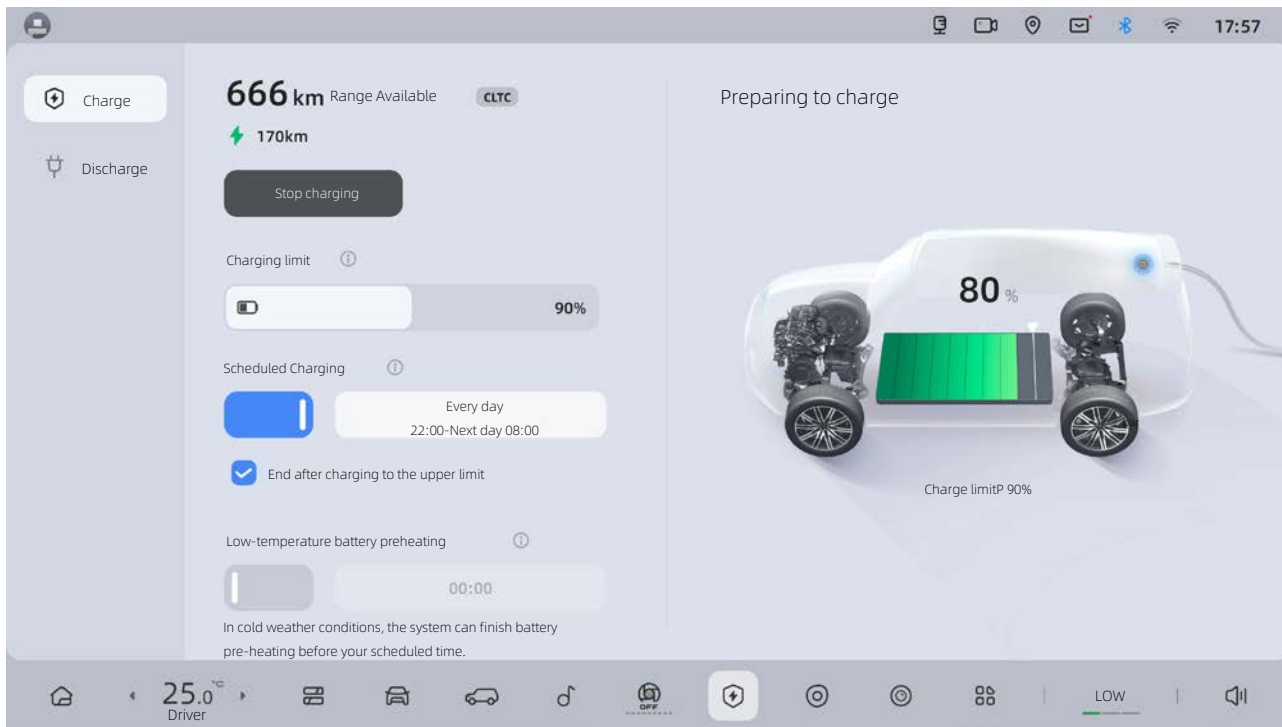 17:57
Charge
Discharge
666 km Range Available CLTC
170km
Stop charging
Charging limit
90%
Scheduled Charging
Every day
22:00-Next day 08:00
End after charging to the upper limit
Low-temperature battery preheating
00:00
In cold weather conditions, the system can finish battery
pre-heating before your scheduled time.
Preparing to charge
80 %
Charge limitP 90%
25.0℃
Driver
OFF
LOW